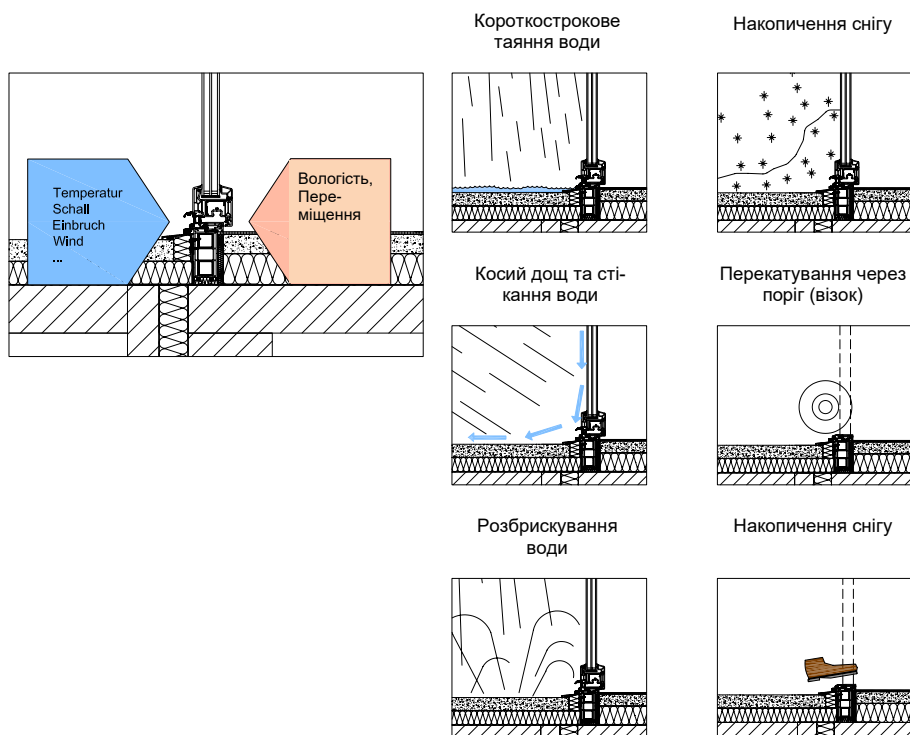 Короткострокове
таяння води
Накопичення снігу
Temperatur
Schall
Einbruch
Wind
...
Вологість,
Пере-
міщення
Косий дощ та сті-
кання води
Перекатування через
поріг (візок)
Розбрискування
води
Накопичення снігу